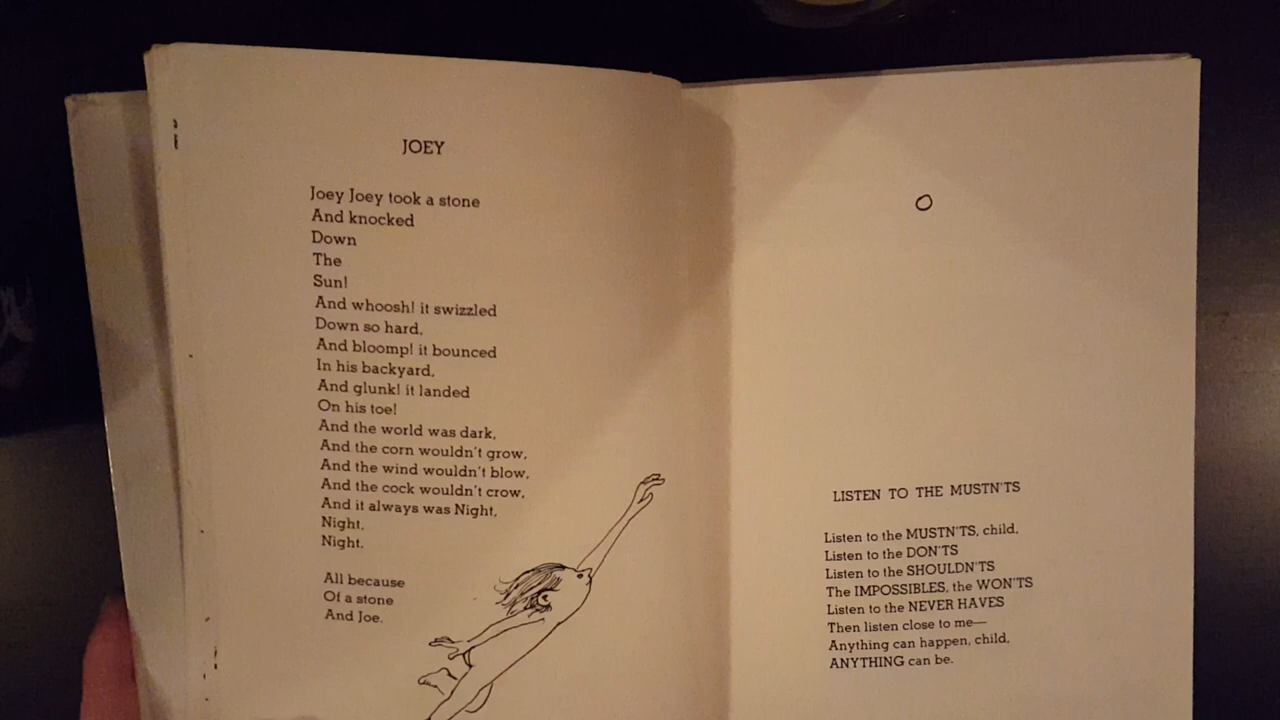 JOEY
Joey Joey took a stone
And knocked
Down
The
Sun!
And whoosh! it swizzled
Down so hard,
And bloomp! it bounced
In his backyard,
And glunk! it landed
On his toe!
And the world was dark,
And the corn wouldn't grow,
And the wind wouldn't blow,
And the cock wouldn't crow,
And it always was Night,
Night,
Night.
All because
Of a stone
And Joe.
LISTEN TO THE MUSTN'TS
Listen to the MUSTN'TS, child,
Listen to the DON'TS
Listen to the SHOULDN'TS
The IMPOSSIBLES, the WON'TS
Listen to the NEVER HAVES
Then listen close to me—
Anything can happen, child,
ANYTHING can be.